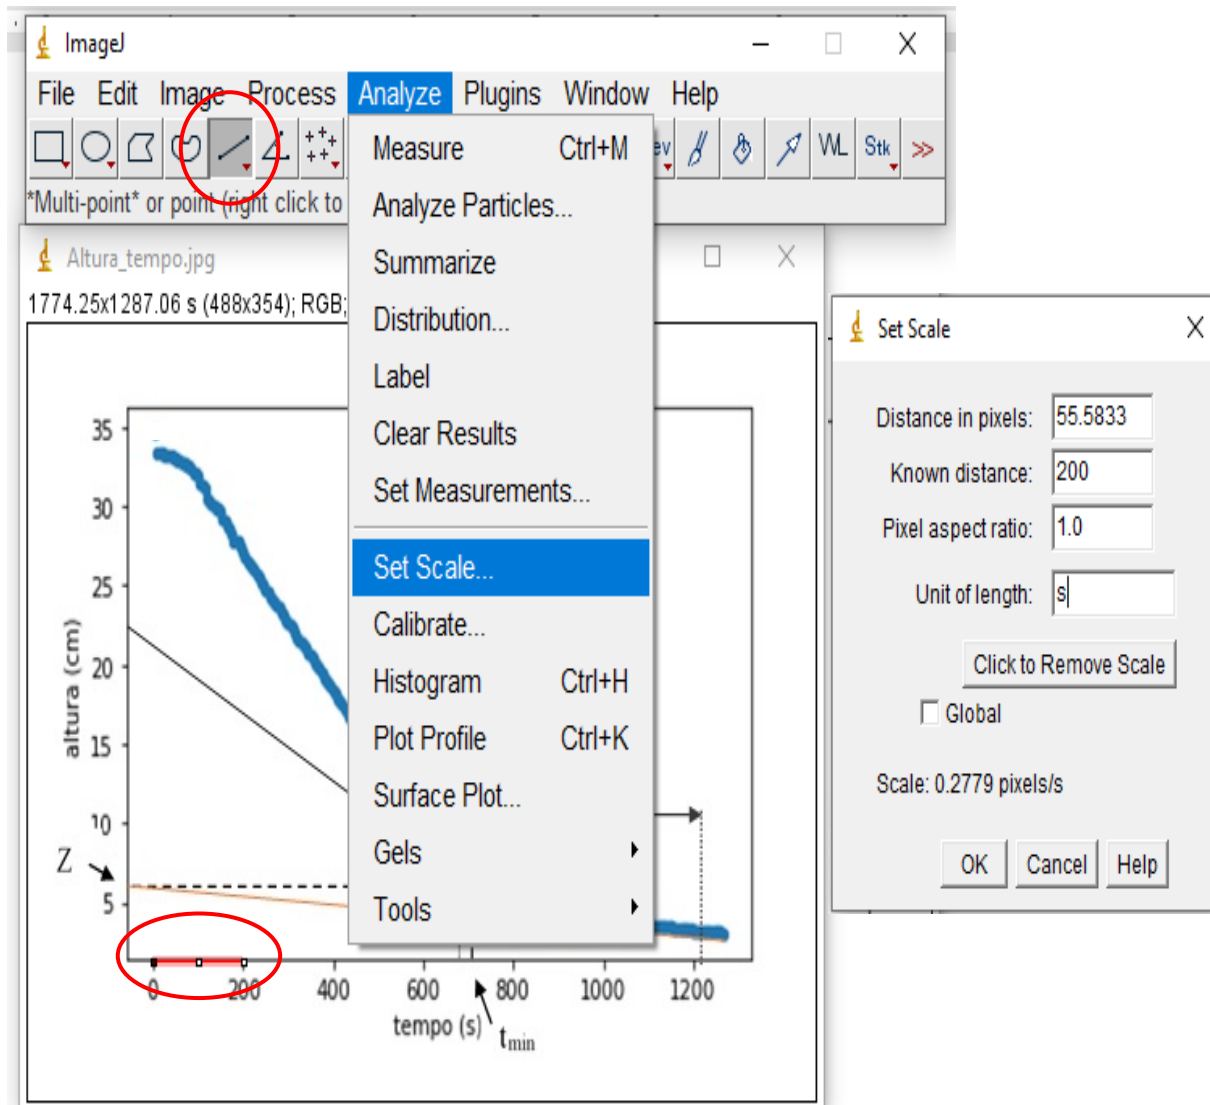 ImageJ
File Edit Image Process Analyze Plugins Window Help
ev WL Stk >>
*Multi-point* or point (right click to
Measure Ctrl+M
Analyze Particles...
Summarize
Distribution...
Label
Clear Results
Set Measurements...
Set Scale...
Calibrate...
Histogram Ctrl+H
Plot Profile Ctrl+K
Surface Plot...
Gels
Tools
Altura_tempo.jpg
1774.25x1287.06 s (488x354); RGB;
35
30
25
20
15
10
5
altura (cm)
Z
0 200 400 600 800 1000 1200
tempo (s)
tmin
Set Scale
Distance in pixels: 55.5833
Known distance: 200
Pixel aspect ratio: 1.0
Unit of length: s
Click to Remove Scale
Global
Scale: 0.2779 pixels/s
OK Cancel Help